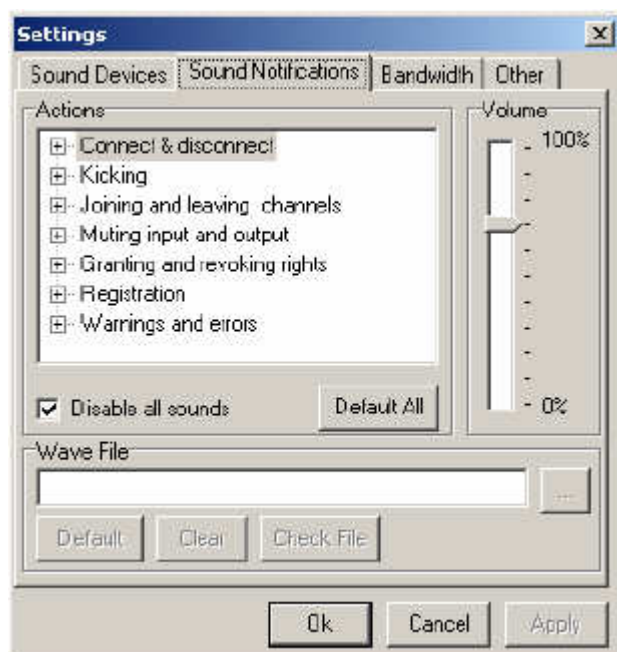 Settings
Sound Devices Sound Notifications Bandwidth Other
Actions
Connect & disconnect
Kicking
Joining and leaving channels
Muting input and output
Granting and revoking rights
Registration
Warnings and errors
Disable all sounds
Default All
Volume
100%
0%
Wave File
...
Default Clear Check File
Ok Cancel Apply